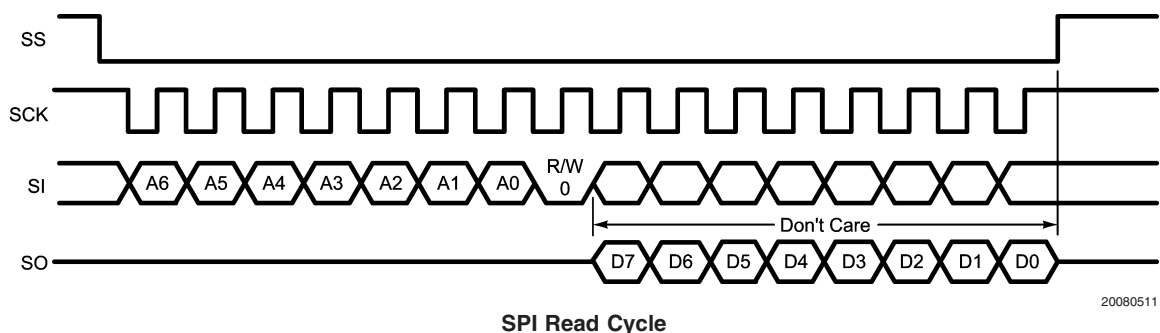 SS
SCK
SI
A6 A5 A4 A3 A2 A1 A0 R/W 0
Don't Care
SO
D7 D6 D5 D4 D3 D2 D1 D0
20080511
SPI Read Cycle